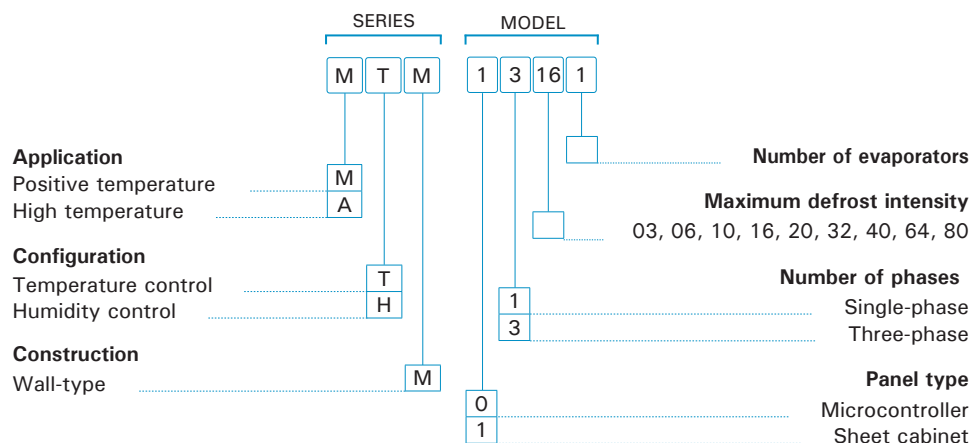 SERIES MODEL
M T M 1 3 16 1
Application
Positive temperature M
High temperature A
Configuration
Temperature control T
Humidity control H
Construction
Wall-type M
Number of evaporators
Maximum defrost intensity
03, 06, 10, 16, 20, 32, 40, 64, 80
Number of phases
1 Single-phase
3 Three-phase
Panel type
0 Microcontroller
1 Sheet cabinet